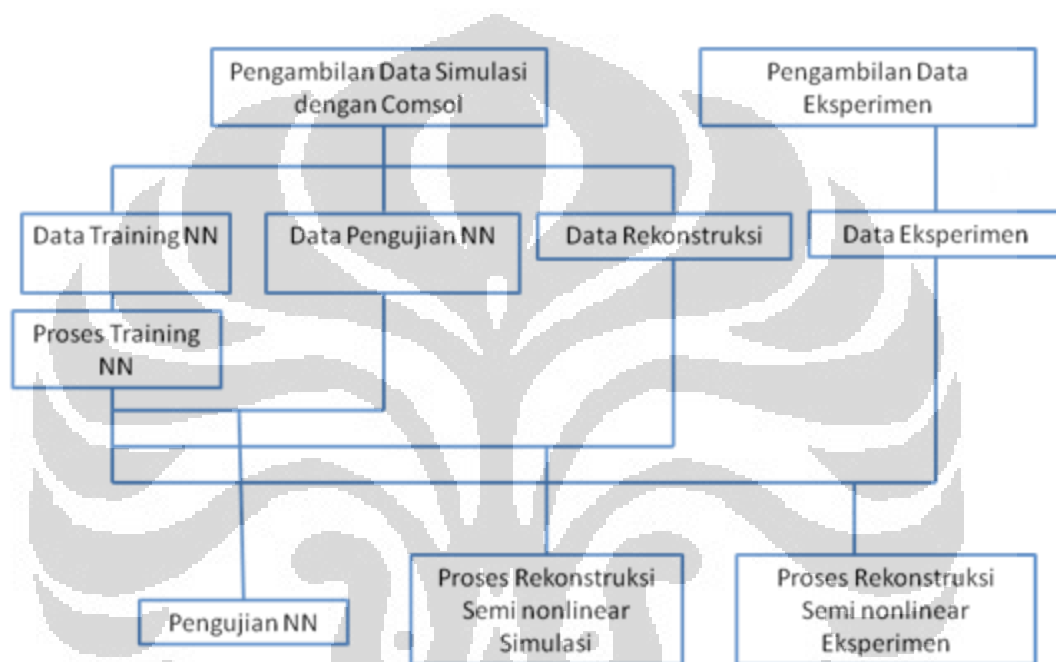 Pengambilan Data Simulasi
dengan Comsol
Pengambilan Data
Eksperimen
Data Training NN
Data Pengujian NN
Data Rekonstruksi
Data Eksperimen
Proses Training
NN
Pengujian NN
Proses Rekonstruksi
Semi nonlinear
Simulasi
Proses Rekonstruksi
Semi nonlinear
Eksperimen